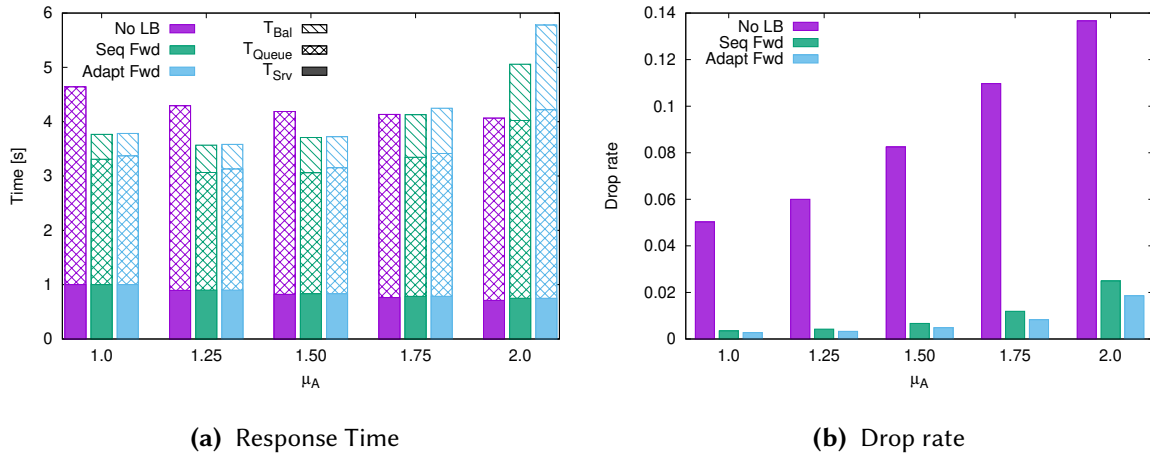 No LB
Seq Fwd
Adapt Fwd
T_Bal
T_Queue
T_Srv
Time [s]
6
5
4
3
2
1
0
1.0 1.25 1.50 1.75 2.0
μ_A
(a) Response Time
No LB
Seq Fwd
Adapt Fwd
Drop rate
0.14
0.12
0.1
0.08
0.06
0.04
0.02
0
1.0 1.25 1.50 1.75 2.0
μ_A
(b) Drop rate